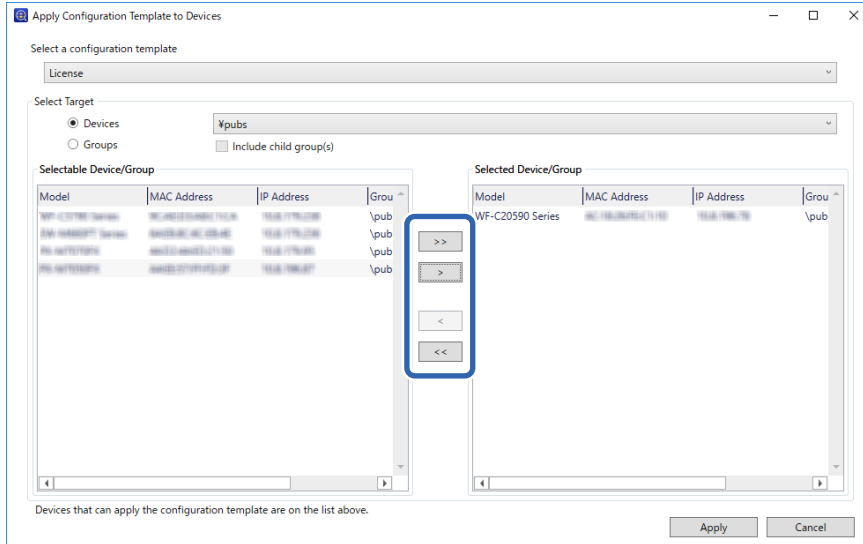 Apply Configuration Template to Devices
Select a configuration template
License
Select Target
Devices
¥pubs
Groups
Include child group(s)
Selectable Device/Group
Model MAC Address IP Address Grou
\pub
\pub
\pub
\pub
>>
>
<
<<
Selected Device/Group
Model MAC Address IP Address Grou
WF-C20590 Series \pub
Devices that can apply the configuration template are on the list above.
Apply Cancel